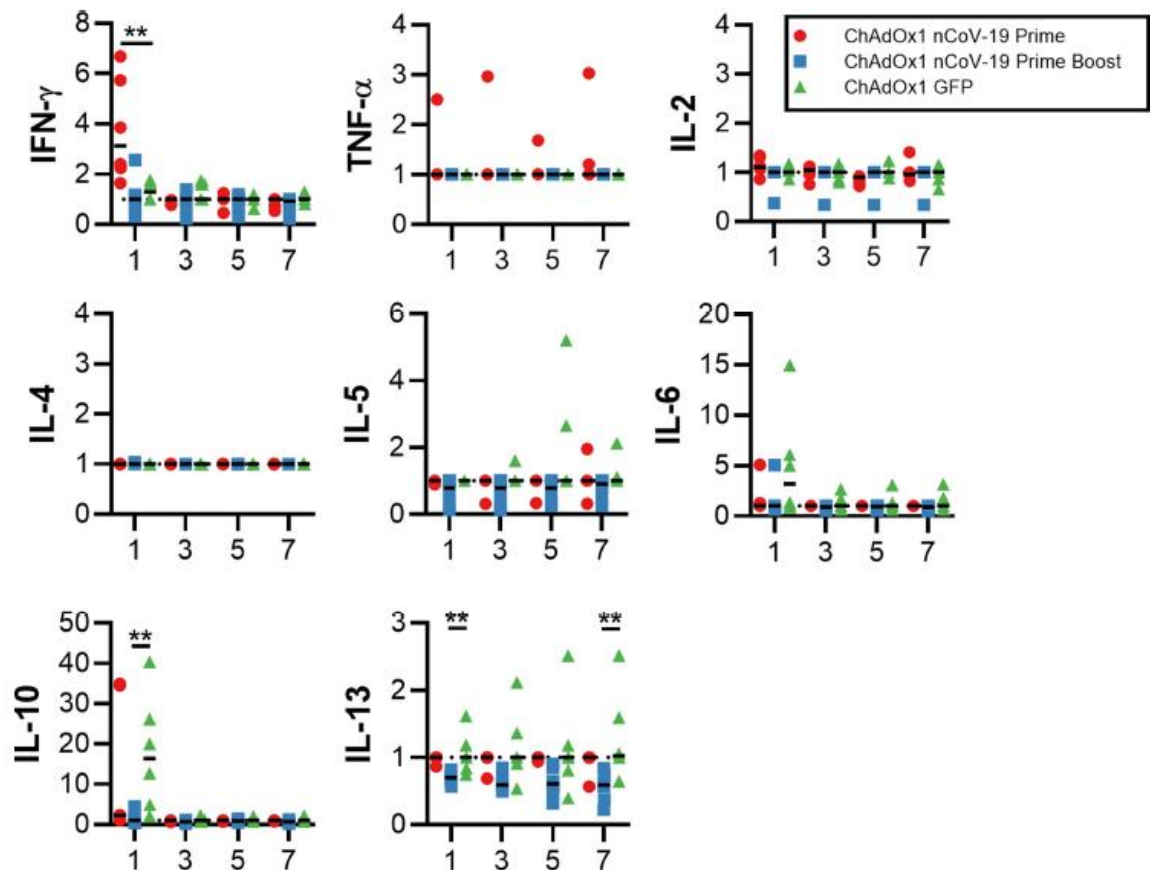 ChAdOx1 nCoV-19 Prime
ChAdOx1 nCoV-19 Prime Boost
ChAdOx1 GFP
IFN-γ
8
6
4
2
0
**
1 3 5 7
TNF-α
4
3
2
1
0
1 3 5 7
IL-2
4
3
2
1
0
1 3 5 7
IL-4
4
3
2
1
0
1 3 5 7
IL-5
6
4
2
0
1 3 5 7
IL-6
20
15
10
5
0
1 3 5 7
IL-10
50
40
30
20
10
0
**
1 3 5 7
IL-13
3
2
1
0
** **
1 3 5 7